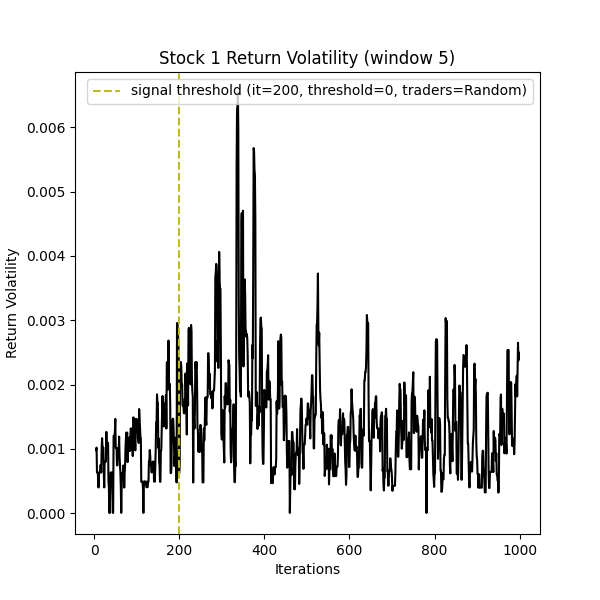 Stock 1 Return Volatility (window 5)
signal threshold (it=200, threshold=0, traders=Random)
0.006
0.005
0.004
0.003
0.002
0.001
0.000
Return Volatility
0 200 400 600 800 1000
Iterations